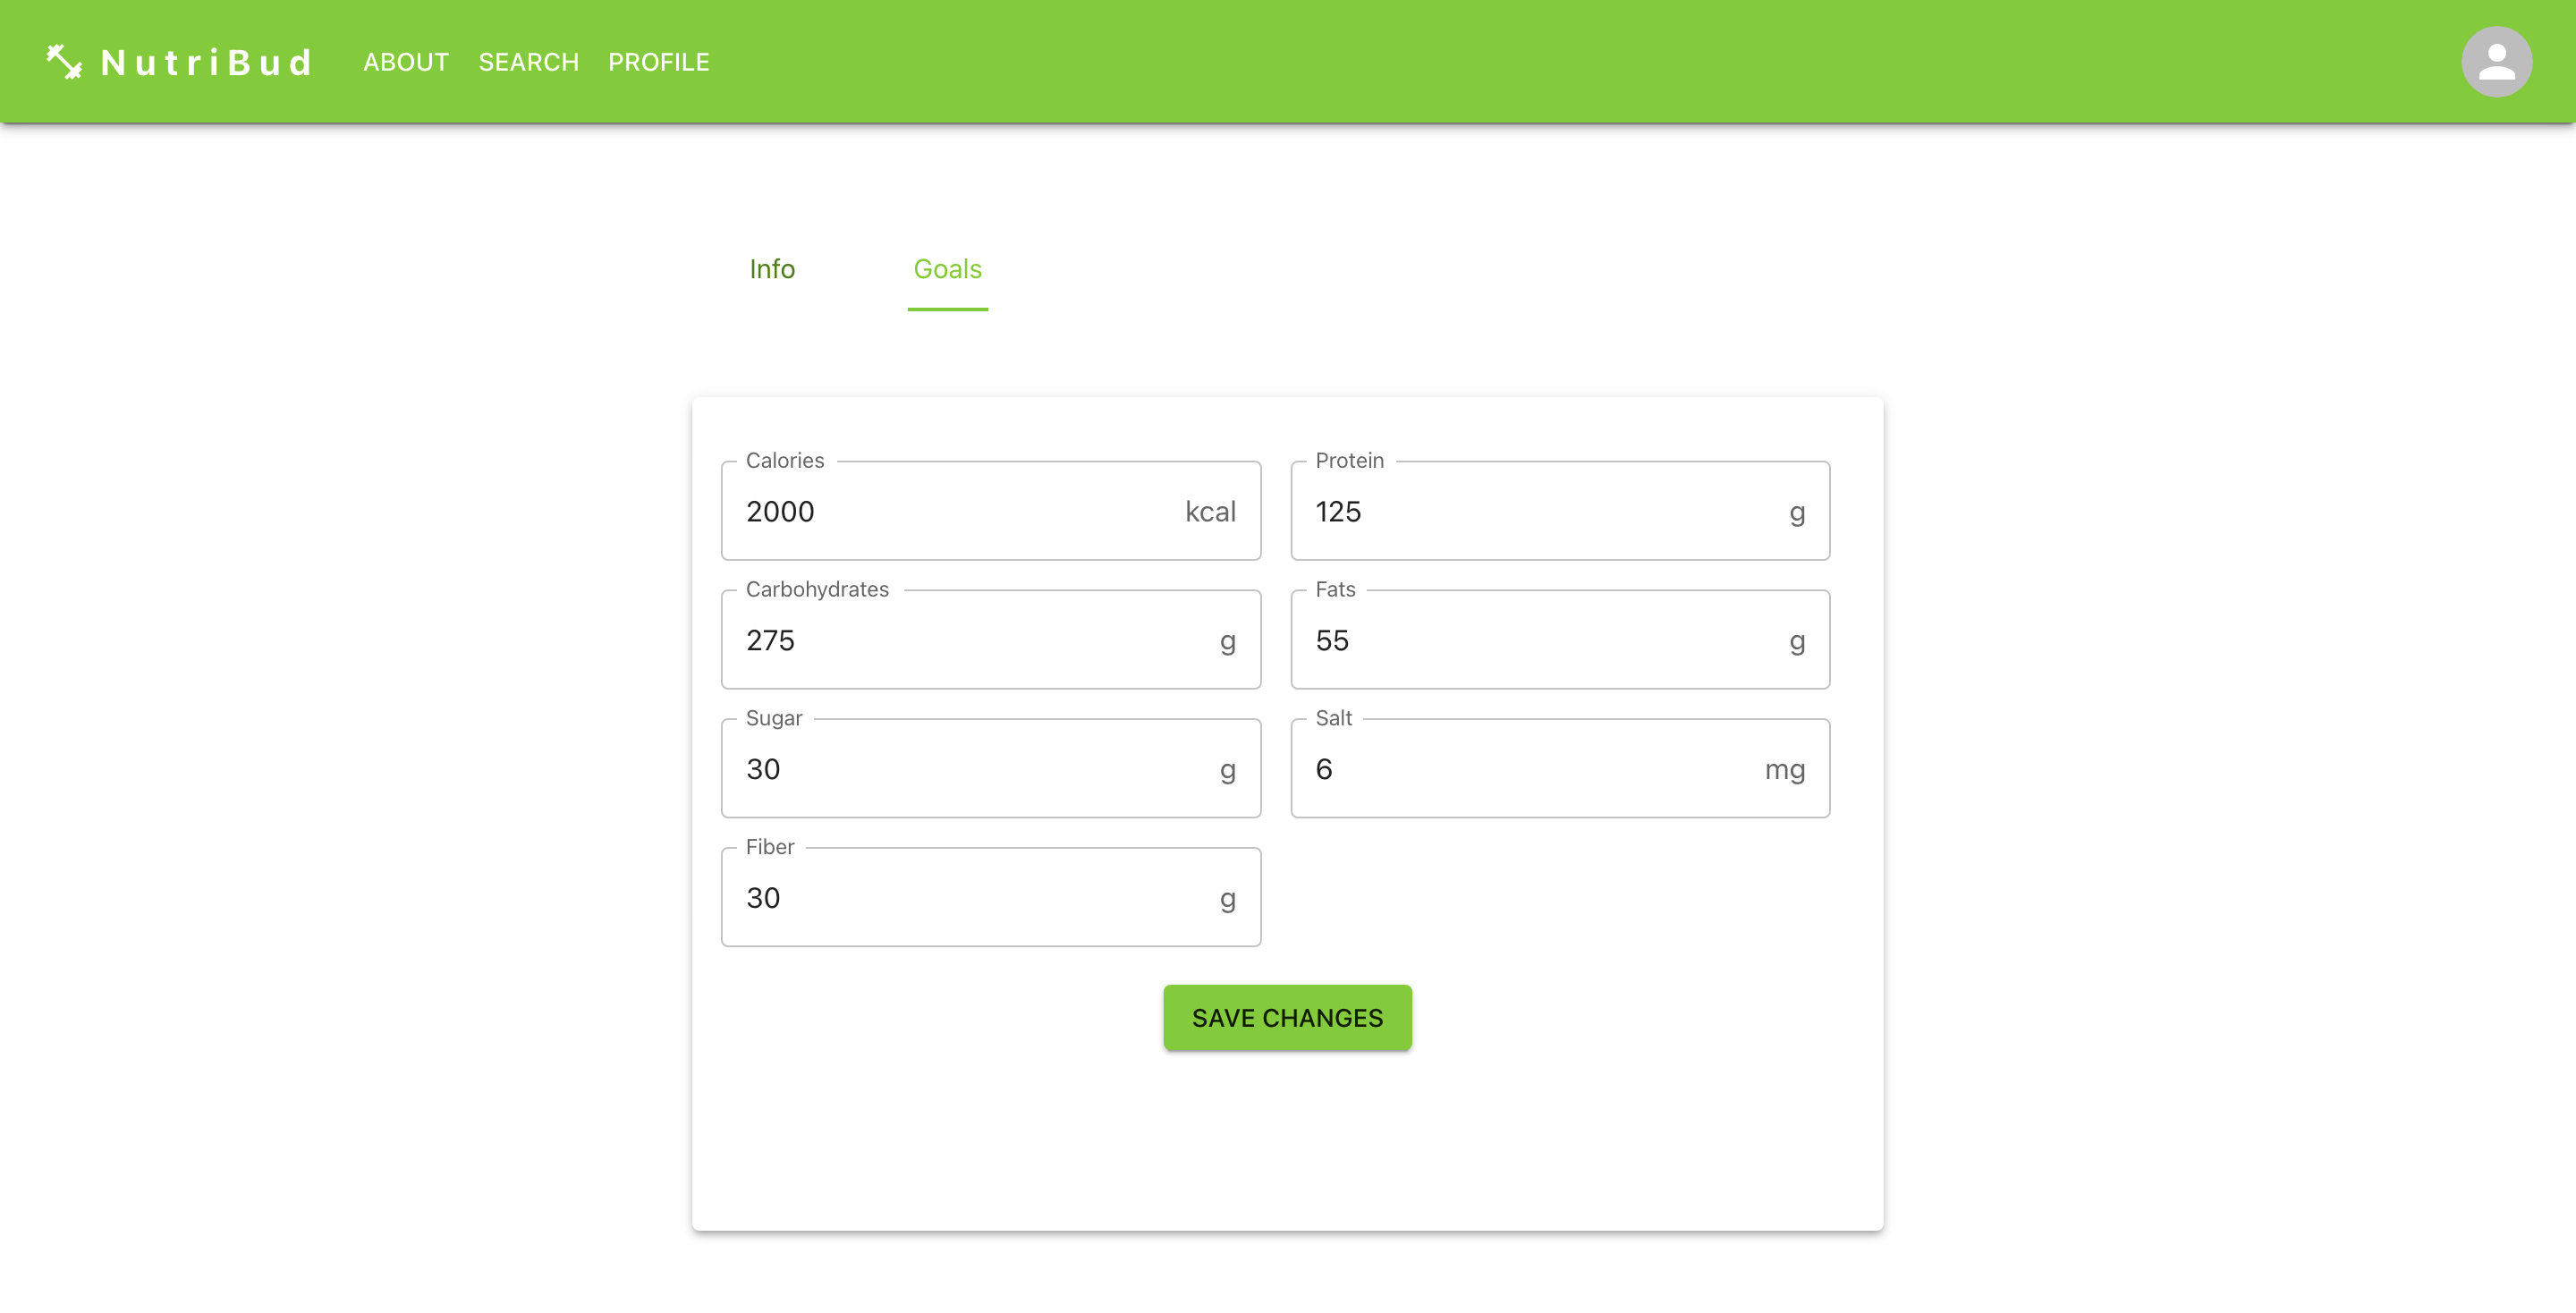 NutriBud ABOUT SEARCH PROFILE
Info Goals
Calories Protein
2000 kcal 125 g
Carbohydrates Fats
275 g 55 g
Sugar Salt
30 g 6 mg
Fiber
30 g
SAVE CHANGES